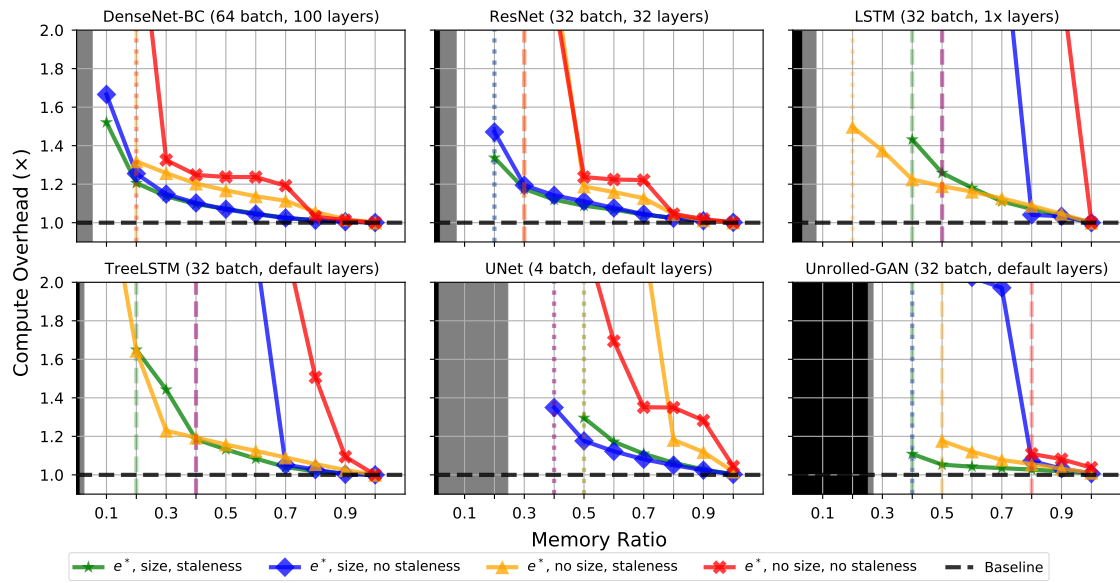 DenseNet-BC (64 batch, 100 layers)
ResNet (32 batch, 32 layers)
LSTM (32 batch, 1x layers)
2.0
1.8
1.6
1.4
1.2
1.0
TreeLSTM (32 batch, default layers)
UNet (4 batch, default layers)
Unrolled-GAN (32 batch, default layers)
2.0
1.8
1.6
1.4
1.2
1.0
0.1 0.3 0.5 0.7 0.9
0.1 0.3 0.5 0.7 0.9
0.1 0.3 0.5 0.7 0.9
Compute Overhead (×)
Memory Ratio
e*, size, staleness
e*, size, no staleness
e*, no size, staleness
e*, no size, no staleness
Baseline